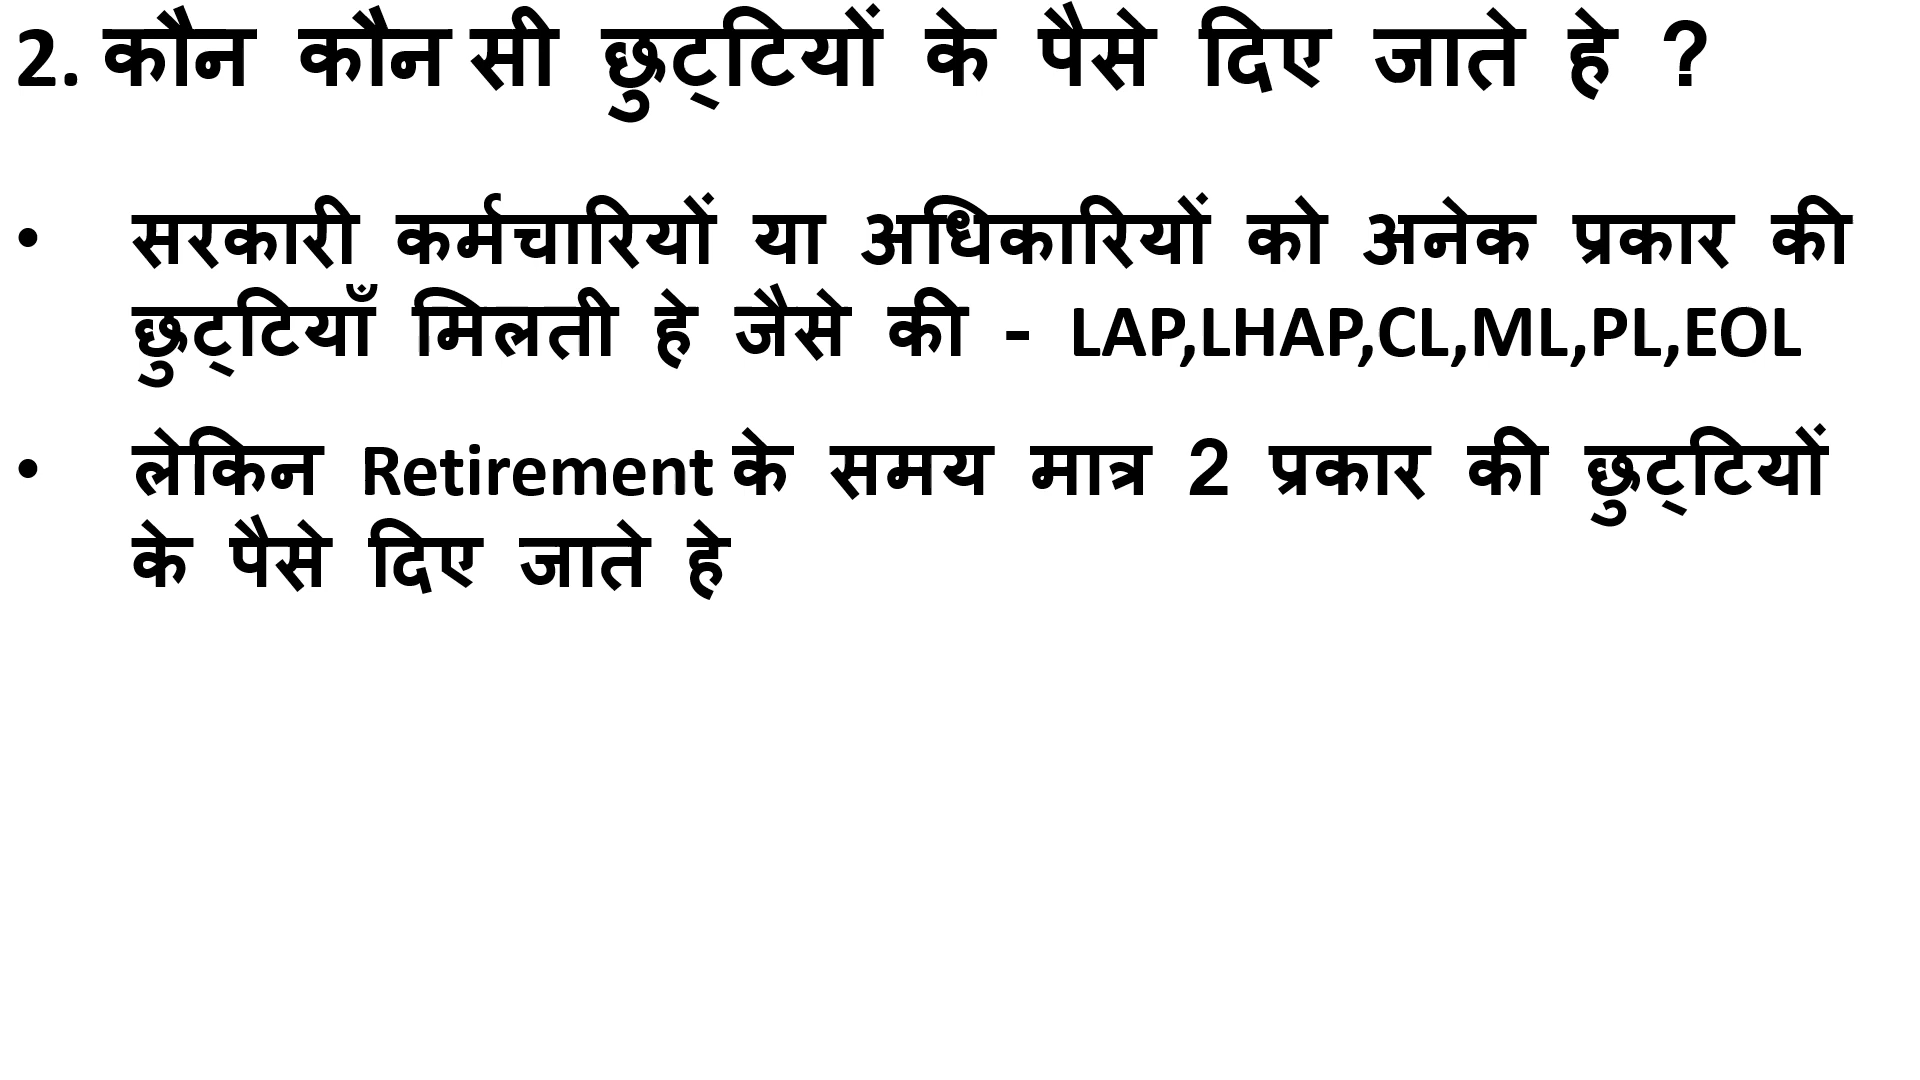 2. कौन कौन सी छुट्टियों के पैसे दिए जाते हे ?
• सरकारी कर्मचारियों या अधिकारियों को अनेक प्रकार की
छुट्टियाँ मिलती हे जैसे की - LAP,LHAP,CL,ML,PL,EOL
• लेकिन Retirement के समय मात्र 2 प्रकार की छुट्टियों
के पैसे दिए जाते हे